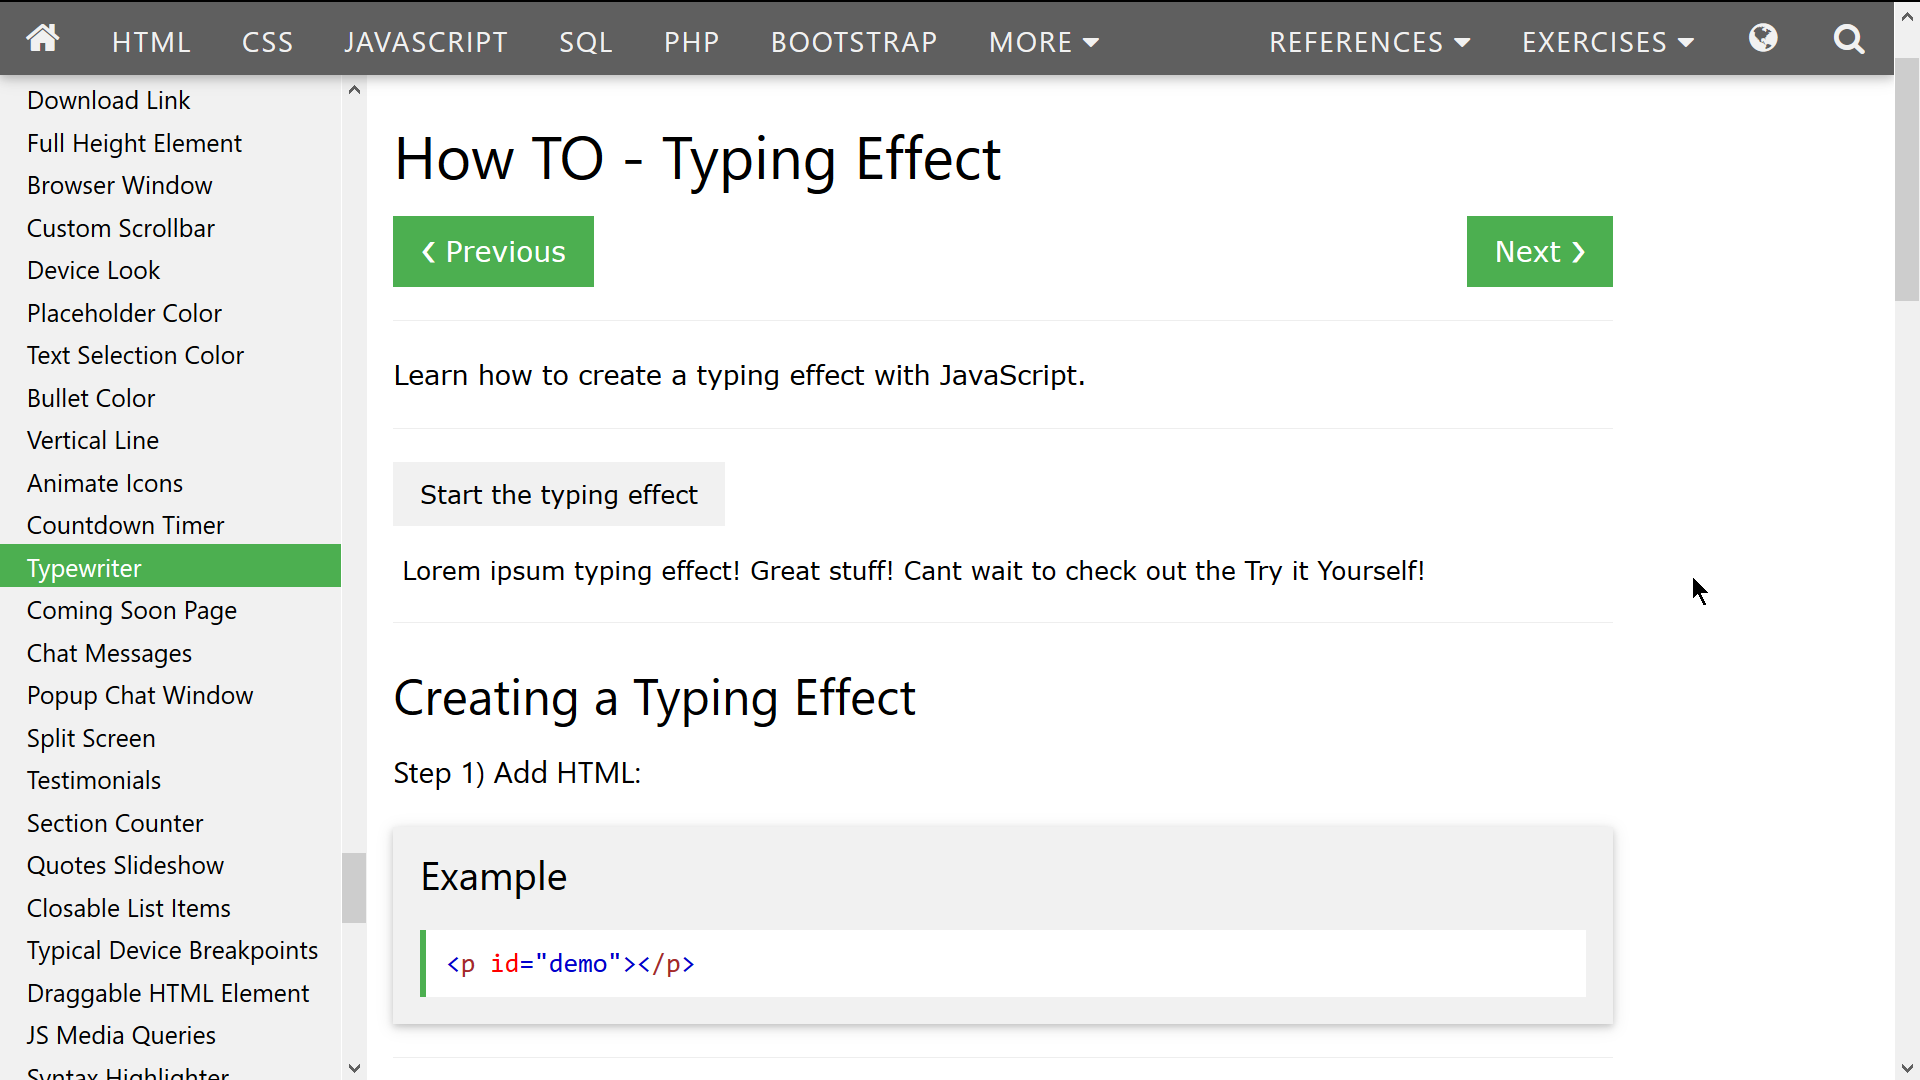 HTML CSS JAVASCRIPT SQL PHP BOOTSTRAP MORE REFERENCES EXERCISES
Download Link
Full Height Element
Browser Window
Custom Scrollbar
Device Look
Placeholder Color
Text Selection Color
Bullet Color
Vertical Line
Animate Icons
Countdown Timer
Typewriter
Coming Soon Page
Chat Messages
Popup Chat Window
Split Screen
Testimonials
Section Counter
Quotes Slideshow
Closable List Items
Typical Device Breakpoints
Draggable HTML Element
JS Media Queries
Syntax Highlighter
How TO - Typing Effect
❮ Previous
Next ❯
Learn how to create a typing effect with JavaScript.
Start the typing effect
Lorem ipsum typing effect! Great stuff! Cant wait to check out the Try it Yourself!
Creating a Typing Effect
Step 1) Add HTML:
Example
<p id="demo"></p>